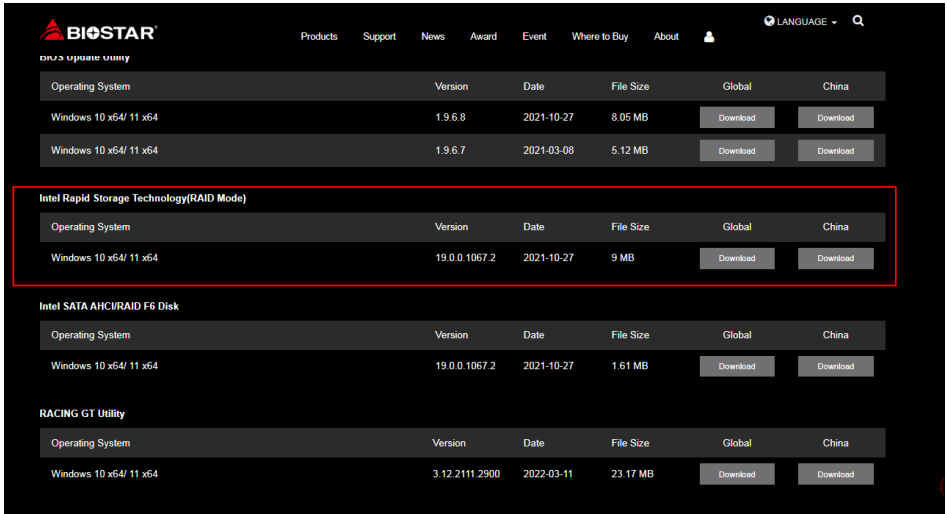 BIOSTAR
LANGUAGE
Products Support News Award Event Where to Buy About
BIOS Update Utility
Operating System Version Date File Size Global China
Windows 10 x64/ 11 x64 1.9.6.8 2021-10-27 8.05 MB Download Download
Windows 10 x64/ 11 x64 1.9.6.7 2021-03-08 5.12 MB Download Download
Intel Rapid Storage Technology(RAID Mode)
Operating System Version Date File Size Global China
Windows 10 x64/ 11 x64 19.0.0.1067.2 2021-10-27 9 MB Download Download
Intel SATA AHCI/RAID F6 Disk
Operating System Version Date File Size Global China
Windows 10 x64/ 11 x64 19.0.0.1067.2 2021-10-27 1.61 MB Download Download
RACING GT Utility
Operating System Version Date File Size Global China
Windows 10 x64/ 11 x64 3.12.2111.2900 2022-03-11 23.17 MB Download Download